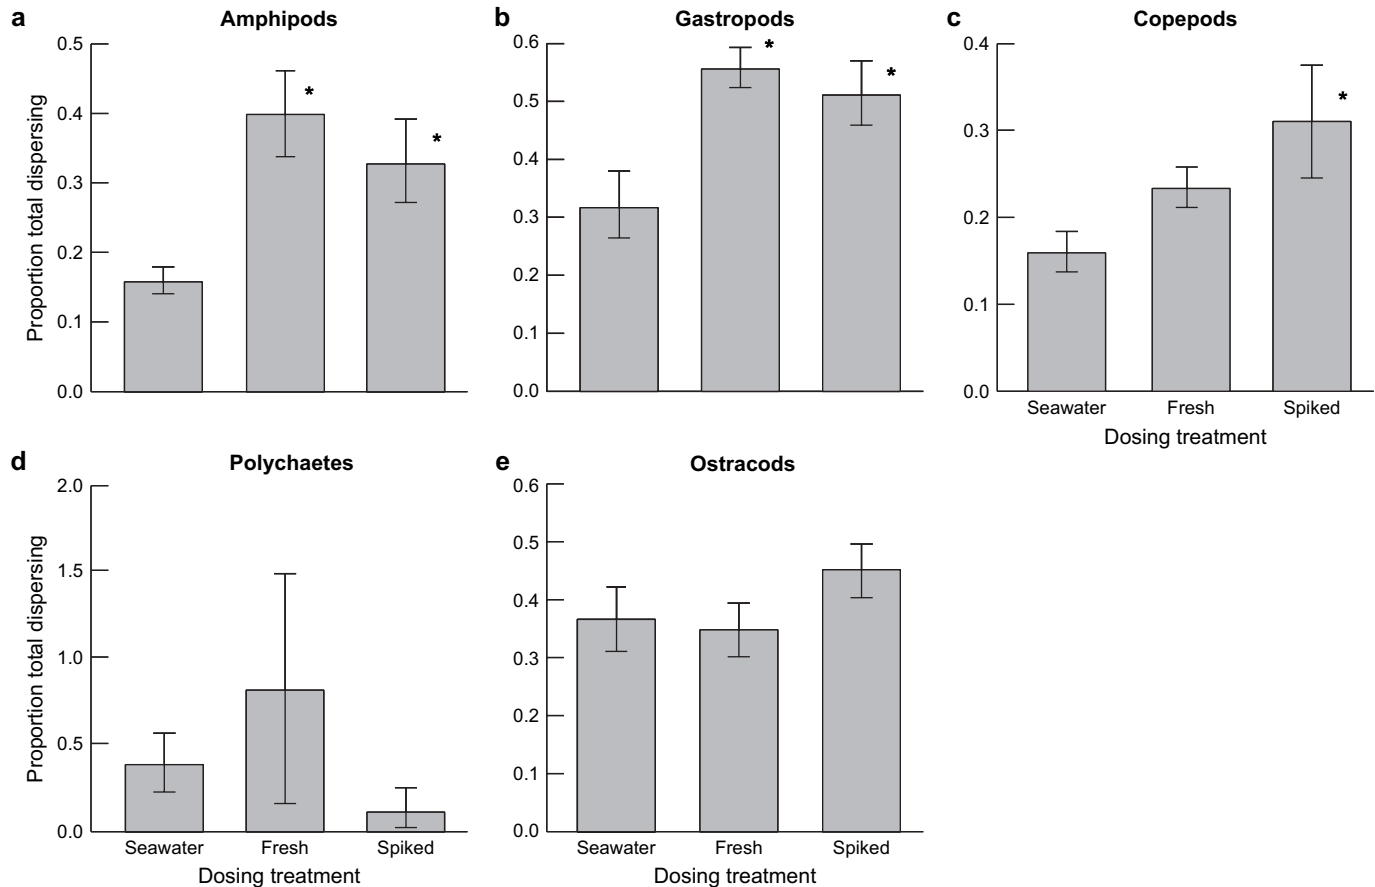 a Amphipods
0.5
0.4
0.3
0.2
0.1
0.0
Proportion total dispersing
*
*
b Gastropods
0.6
0.5
0.4
0.3
0.2
0.1
0.0
*
*
c Copepods
0.4
0.3
0.2
0.1
0.0
*
Seawater Fresh Spiked
Dosing treatment
d Polychaetes
2.0
1.5
1.0
0.5
0.0
Proportion total dispersing
Seawater Fresh Spiked
Dosing treatment
e Ostracods
0.6
0.5
0.4
0.3
0.2
0.1
0.0
Seawater Fresh Spiked
Dosing treatment